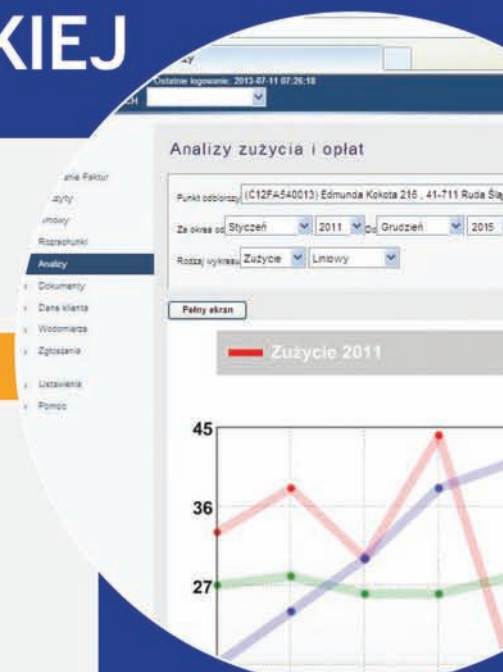 KIEJ
Ostatnie logowanie: 2013-07-11 07:26:18
Analizy zużycia i opłat
Punkt odbiorczy (C12FA540013) Edmunda Kokota 216 , 41-711 Ruda
Za okres od Styczeń 2011 Do Grudzień 2015
Rodzaj wykresu Zużycie Liniowy
Faktur
Rozrachunki
Analizy
Dokumenty
Dane klienta
Wodomierze
Zgłoszenia
Ustawienia
Pomoc
Pełny ekran
Zużycie 2011
45
36
27